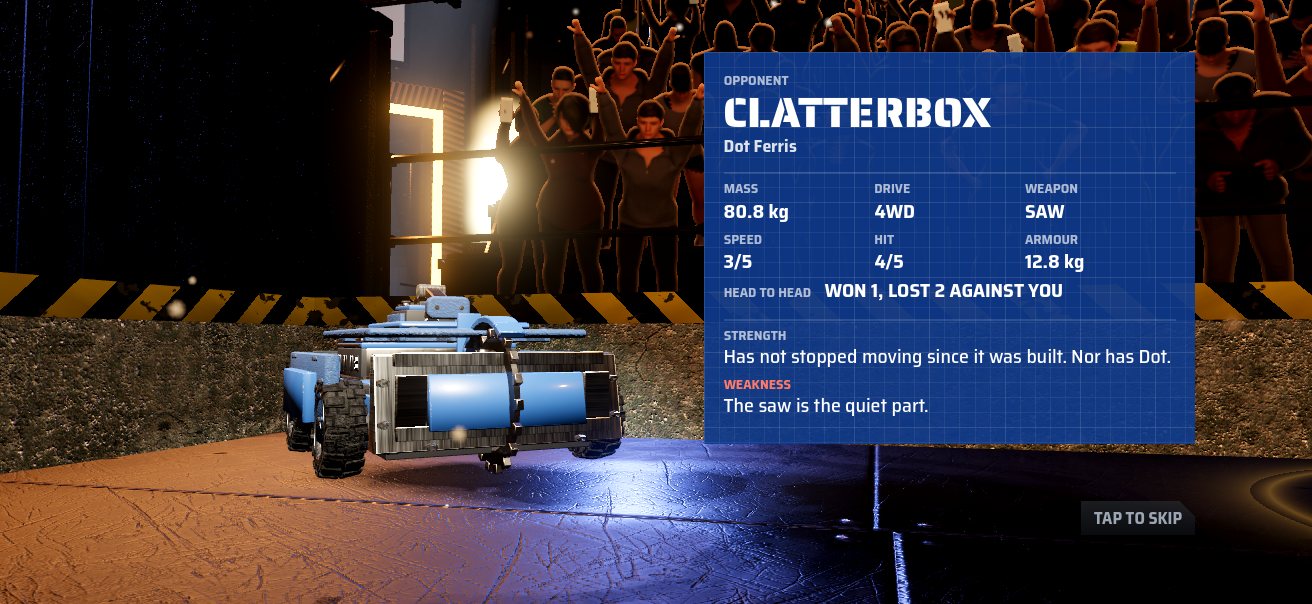 OPPONENT
CLATTERBOX
Dot Ferris
MASS DRIVE WEAPON
80.8 kg 4WD SAW
SPEED HIT ARMOUR
3/5 4/5 12.8 kg
HEAD TO HEAD WON 1, LOST 2 AGAINST YOU
STRENGTH
Has not stopped moving since it was built. Nor has Dot.
WEAKNESS
The saw is the quiet part.
TAP TO SKIP